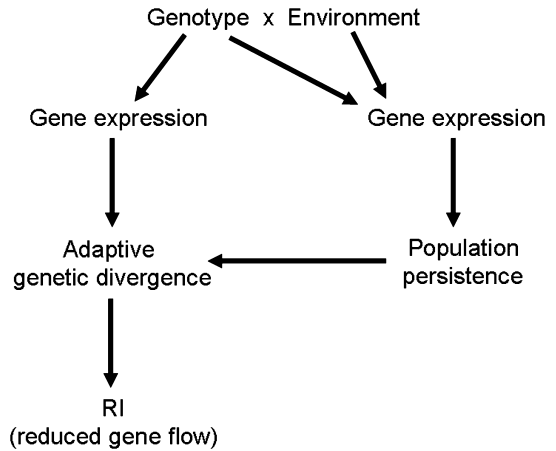 Genotype x Environment
Gene expression
Gene expression
Adaptive
genetic divergence
Population
persistence
RI
(reduced gene flow)